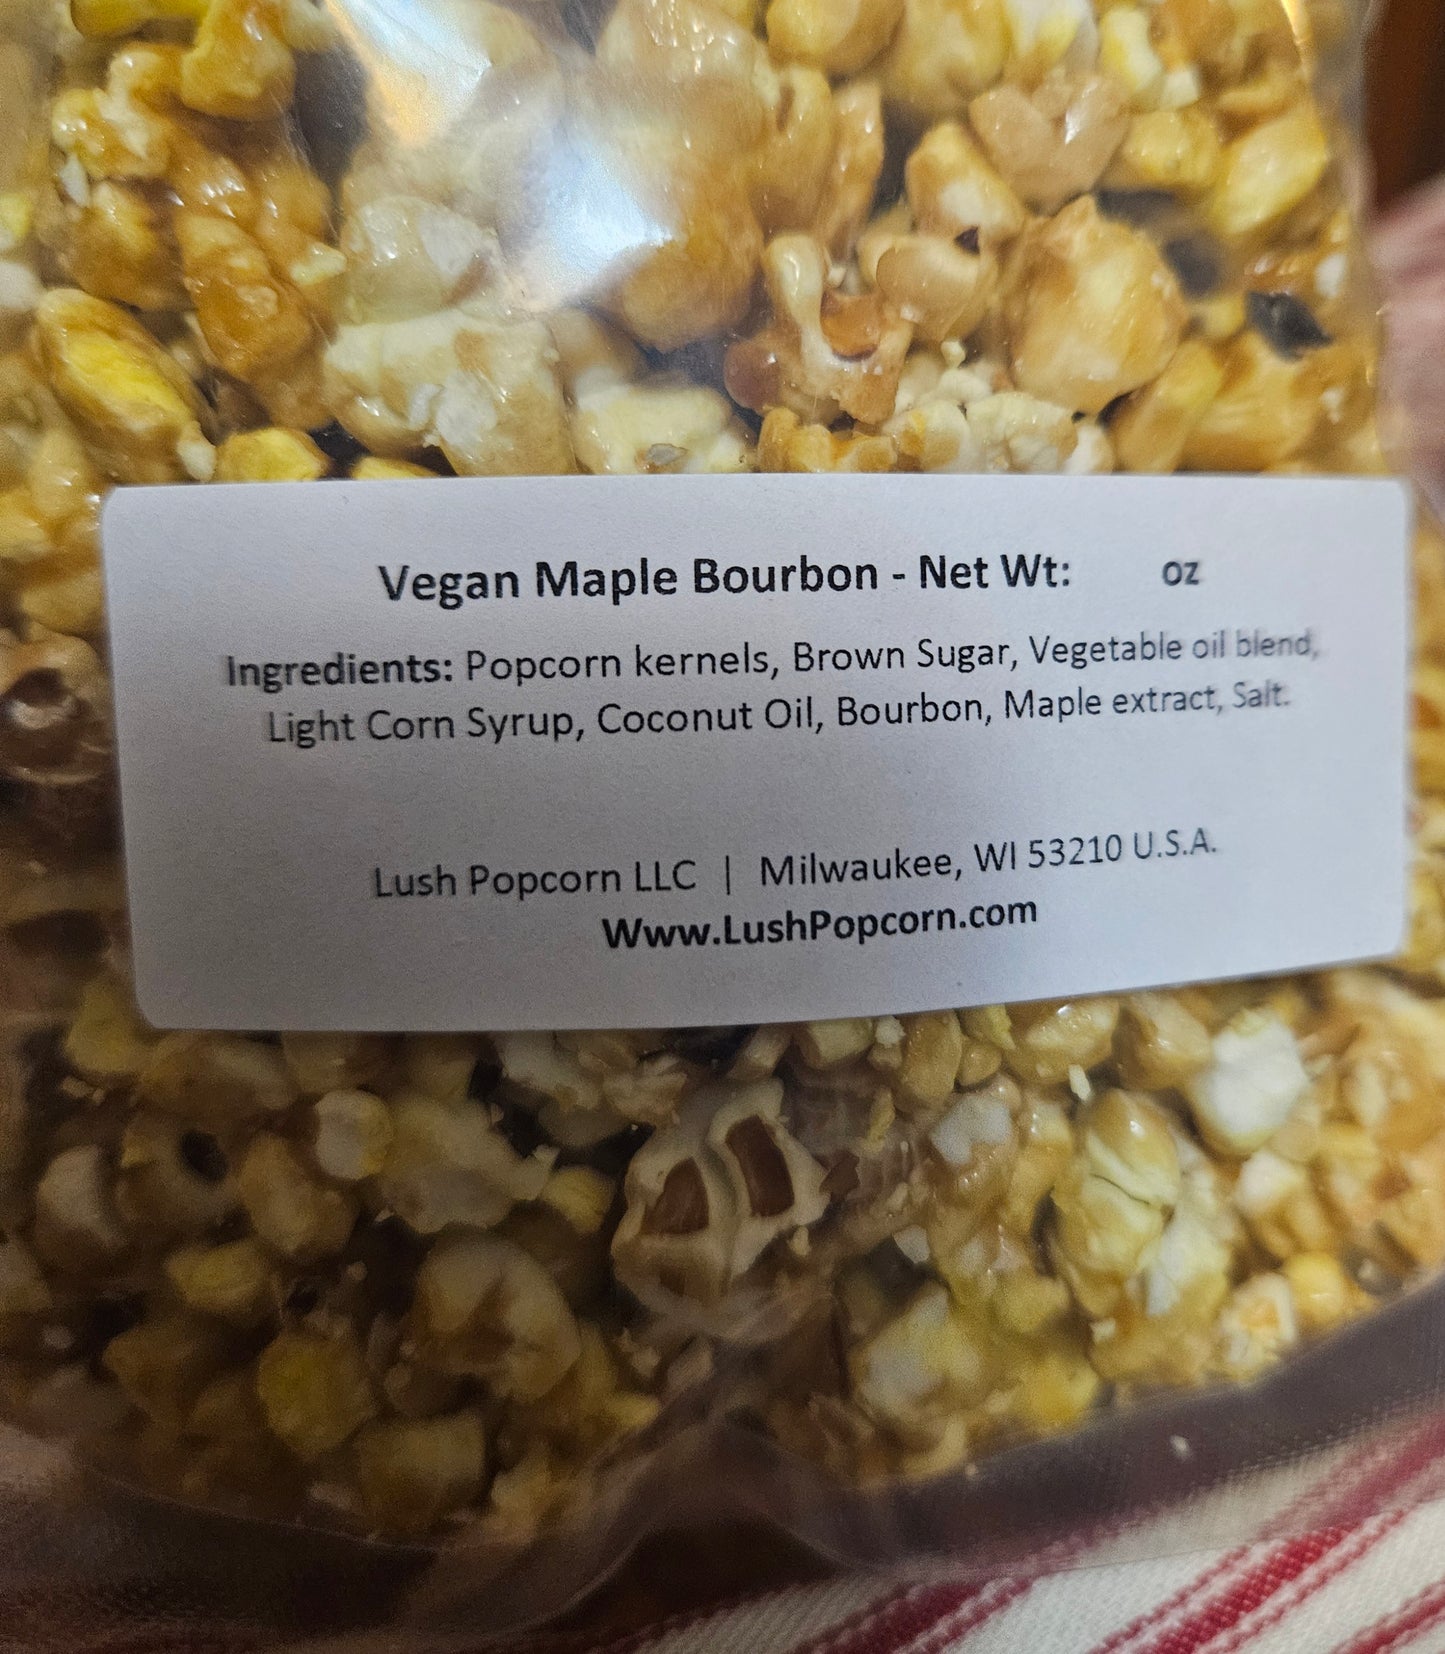 Vegan Maple Bourbon - Net Wt: oz
Ingredients: Popcorn kernels, Brown Sugar, Vegetable oil blend,
Light Corn Syrup, Coconut Oil, Bourbon, Maple extract, Salt.
Lush Popcorn LLC | Milwaukee, WI 53210 U.S.A.
Www.LushPopcorn.com